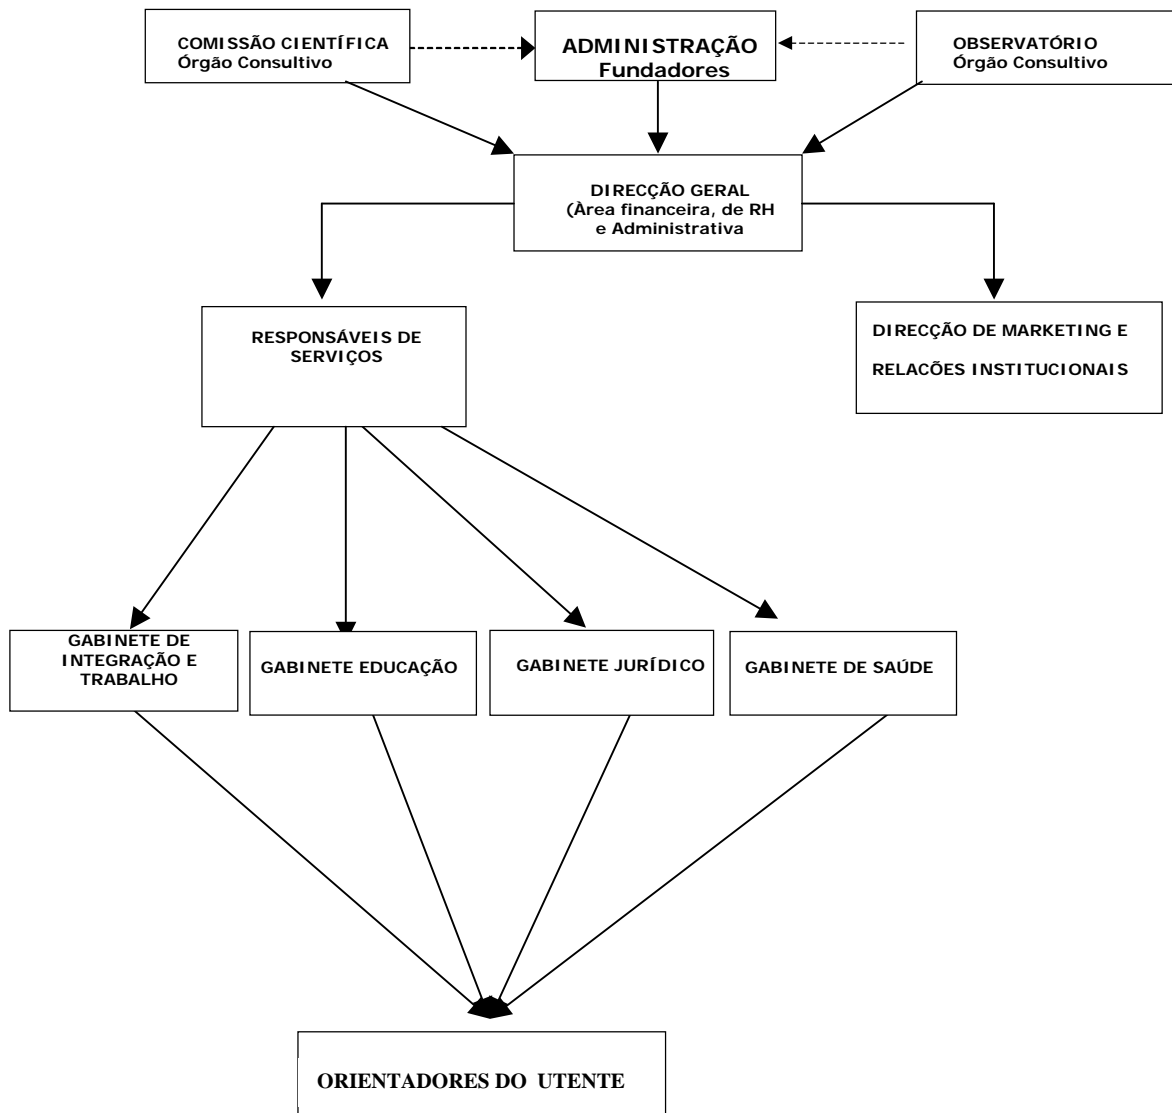 COMISSÃO CIENTÍFICA
Órgão Consultivo
ADMINISTRAÇÃO
Fundadores
OBSERVATÓRIO
Órgão Consultivo
DIRECÇÃO GERAL
(Àrea financeira, de RH
e Administrativa
RESPONSÁVEIS DE
SERVIÇOS
DIRECÇÃO DE MARKETING E
RELACÕES INSTITUCIONAIS
GABINETE DE
INTEGRAÇÃO E
TRABALHO
GABINETE EDUCAÇÃO
GABINETE JURÍDICO
GABINETE DE SAÚDE
ORIENTADORES DO UTENTE